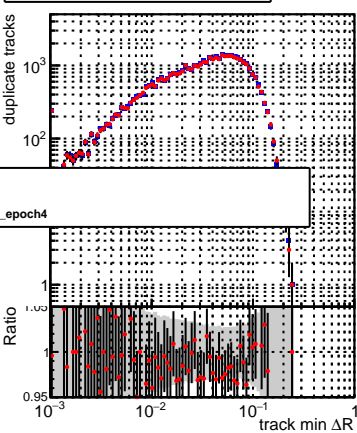 duplicate tracks
10³
10²
_epoch4
1
Ratio
1.05
1
0.95
10⁻³
10⁻²
10⁻¹
1
track min ΔR